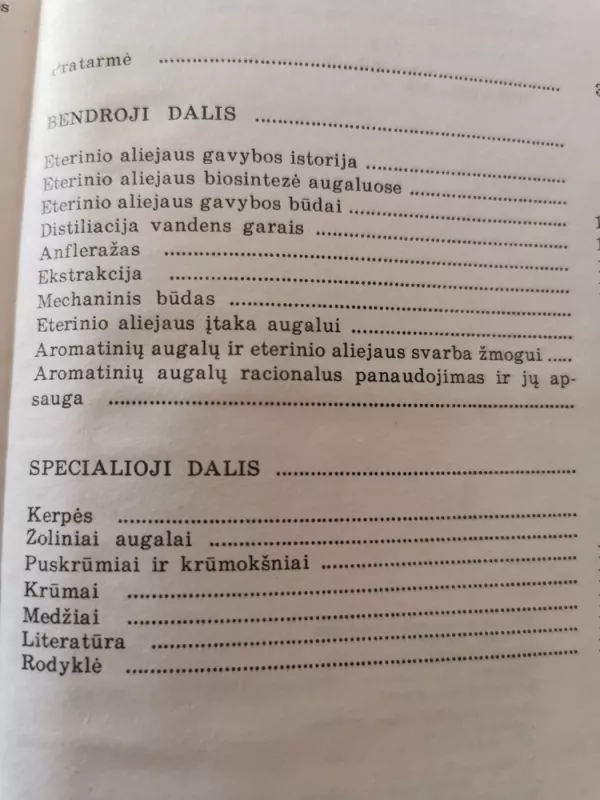 Pratarmė
BENDROJI DALIS
Eterinio aliejaus gavybos istorija
Eterinio aliejaus biosintezė augaluose
Eterinio aliejaus gavybos būdai
Distiliacija vandens garais
Anfleražas
Ekstrakcija
Mechaninis būdas
Eterinio aliejaus įtaka augalui
Aromatinių augalų ir eterinio aliejaus svarba žmogui
Aromatinių augalų racionalus panaudojimas ir jų ap-
sauga
SPECIALIOJI DALIS
Kerpės
Žoliniai augalai
Puskrūmiai ir krūmokšniai
Krūmai
Medžiai
Literatūra
Rodyklė